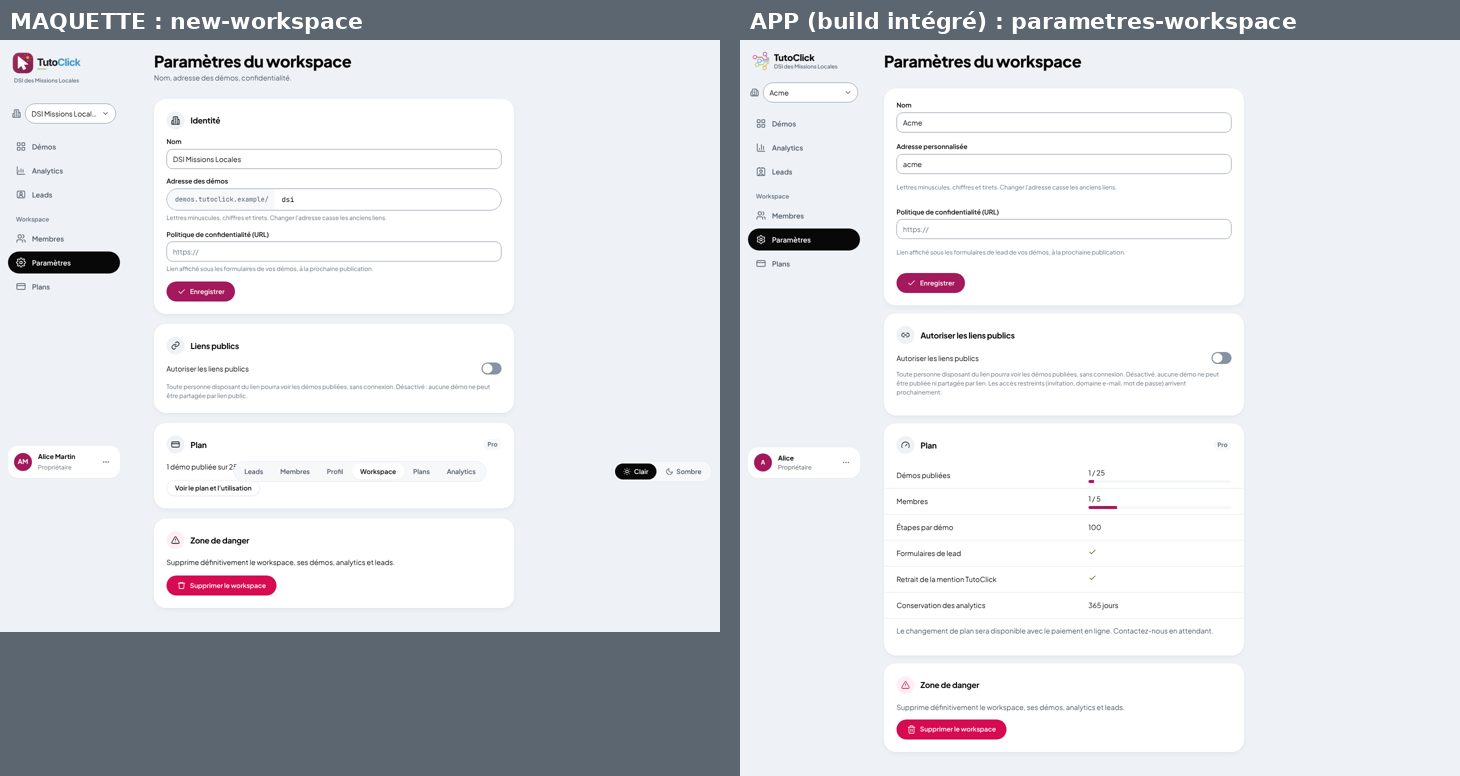 MAQUETTE : new-workspace
TutoClick
DSI des Missions Locales
DSI Missions Local...
Démos
Analytics
Leads
Workspace
Membres
Paramètres
Plans
AM
Alice Martin
Propriétaire
Paramètres du workspace
Nom, adresse des démos, confidentialité.
Identité
Nom
DSI Missions Locales
Adresse des démos
demos.tutoclick.example/ dsi
Lettres minuscules, chiffres et tirets. Changer l'adresse casse les anciens liens.
Politique de confidentialité (URL)
https://
Lien affiché sous les formulaires de vos démos, à la prochaine publication.
Enregistrer
Liens publics
Autoriser les liens publics
Toute personne disposant du lien pourra voir les démos publiées, sans connexion. Désactivé : aucune démo ne peut
être partagée par lien public.
Plan Pro
1 démo publiée sur 25
Leads Membres Profil Workspace Plans Analytics
Clair Sombre
Voir le plan et l'utilisation
Zone de danger
Supprime définitivement le workspace, ses démos, analytics et leads.
Supprimer le workspace
APP (build intégré) : parametres-workspace
TutoClick
DSI des Missions Locales
Acme
Démos
Analytics
Leads
Workspace
Membres
Paramètres
Plans
A
Alice
Propriétaire
Paramètres du workspace
Nom
Acme
Adresse personnalisée
acme
Lettres minuscules, chiffres et tirets. Changer l'adresse casse les anciens liens.
Politique de confidentialité (URL)
https://
Lien affiché sous les formulaires de lead de vos démos, à la prochaine publication.
Enregistrer
Autoriser les liens publics
Autoriser les liens publics
Toute personne disposant du lien pourra voir les démos publiées, sans connexion. Désactivé, aucune démo ne peut
être publiée ni partagée par lien. Les accès restreints (invitation, domaine e-mail, mot de passe) arrivent
prochainement.
Plan Pro
Démos publiées 1 / 25
Membres 1 / 5
Étapes par démo 100
Formulaires de lead
Retrait de la mention TutoClick
Conservation des analytics 365 jours
Le changement de plan sera disponible avec le paiement en ligne. Contactez-nous en attendant.
Zone de danger
Supprime définitivement le workspace, ses démos, analytics et leads.
Supprimer le workspace